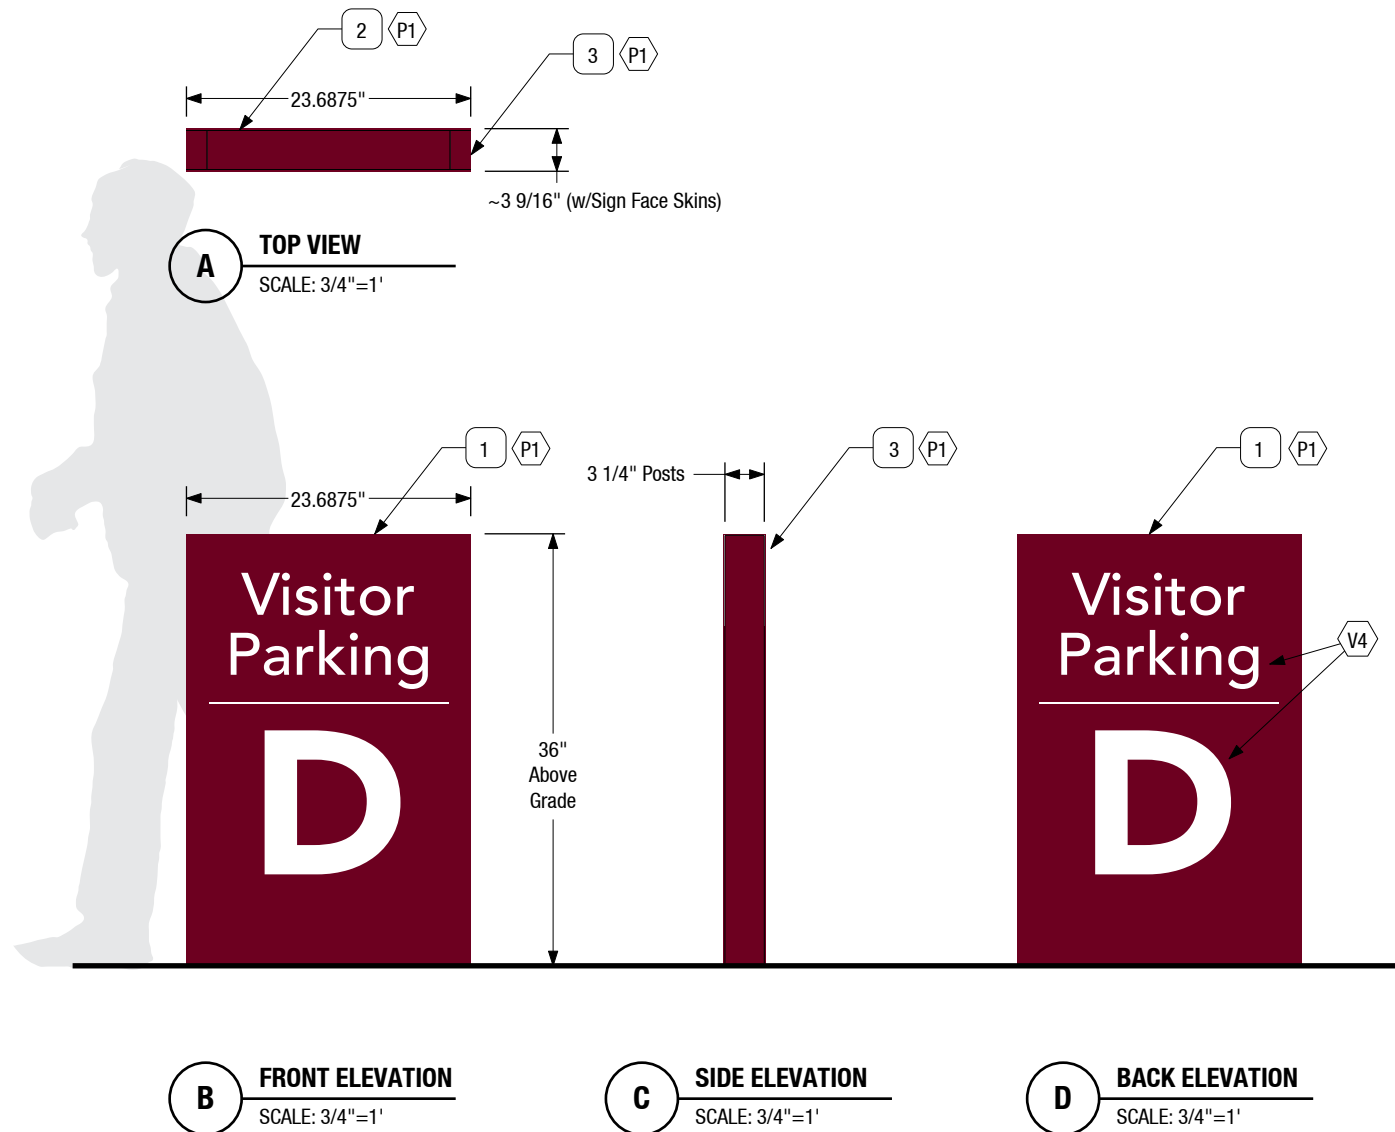 2 P1
3 P1
23.6875"
~3 9/16" (w/Sign Face Skins)
A
TOP VIEW
SCALE: 3/4"=1'
1 P1
3 P1
1 P1
3 1/4" Posts
23.6875"
Visitor
Parking
D
36"
Above
Grade
Visitor
Parking
D
V4
B
FRONT ELEVATION
SCALE: 3/4"=1'
C
SIDE ELEVATION
SCALE: 3/4"=1'
D
BACK ELEVATION
SCALE: 3/4"=1'